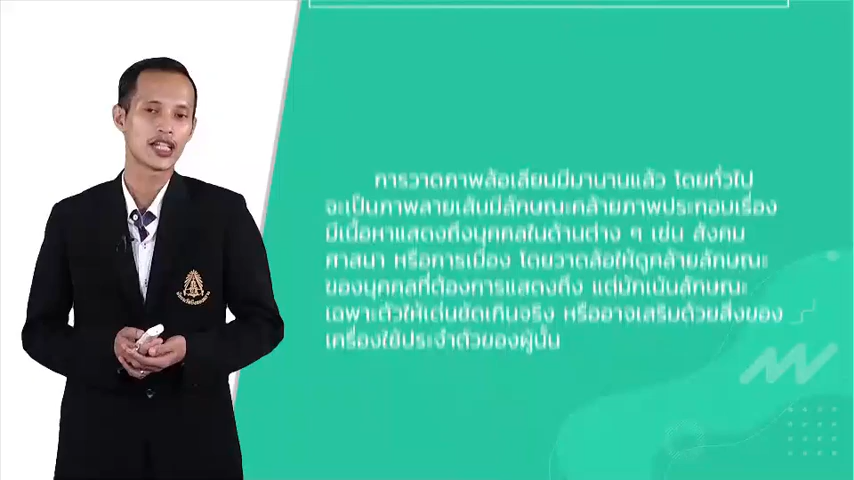 การวาดภาพล้อเลียนมีมานานแล้ว โดยทั่วไป
จะเป็นภาพลายเส้นมีลักษณะคล้ายภาพประกอบเรื่อง
มีเนื้อหาแสดงถึงบุคคลในด้านต่าง ๆ เช่น สังคม
ศาสนา หรือการเมือง โดยวาดล้อให้ดูคล้ายลักษณะ
ของบุคคลที่ต้องการแสดงถึง แต่มักเน้นลักษณะ
เฉพาะตัวให้เด่นชัดเกินจริง หรืออาจเสริมด้วยสิ่งของ
เครื่องใช้ประจำตัวของผู้นั้น